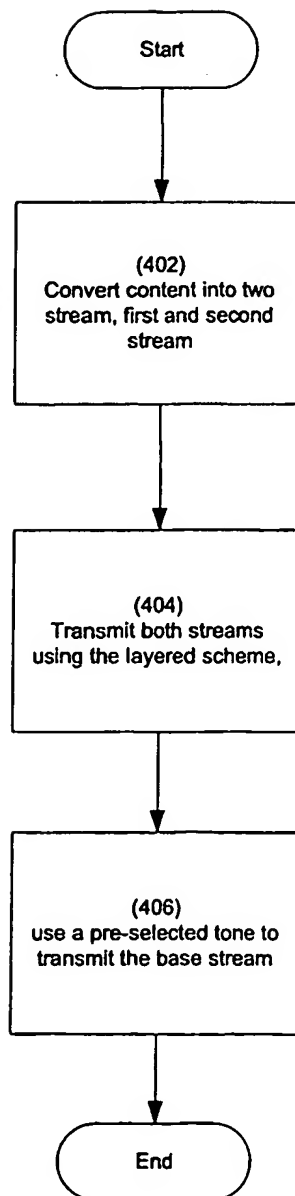 Start
(402)
Convert content into two
stream, first and second
stream
(404)
Transmit both streams
using the layered scheme,
(406)
use a pre-selected tone to
transmit the base stream
End